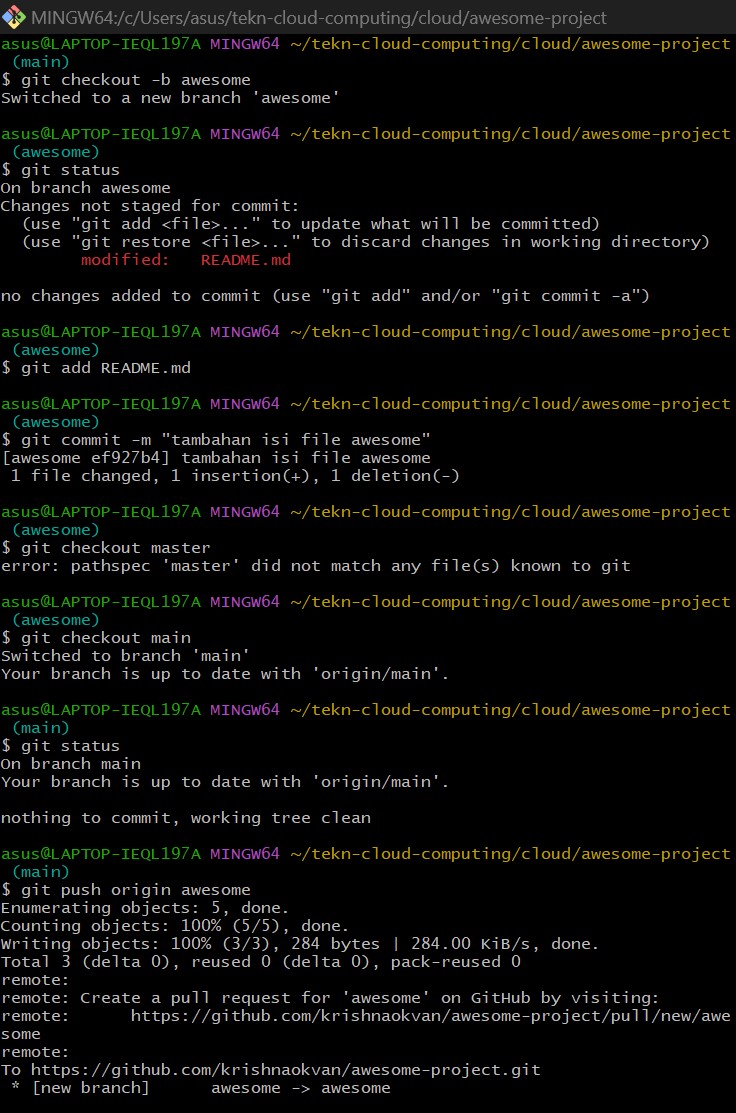 MINGW64:/c/Users/asus/tekn-cloud-computing/cloud/awesome-project
asus@LAPTOP-IEQL197A MINGW64 ~/tekn-cloud-computing/cloud/awesome-project
(main)
$ git checkout -b awesome
Switched to a new branch 'awesome'
asus@LAPTOP-IEQL197A MINGW64 ~/tekn-cloud-computing/cloud/awesome-project
(awesome)
$ git status
On branch awesome
Changes not staged for commit:
(use "git add <file>..." to update what will be committed)
(use "git restore <file>..." to discard changes in working directory)
modified:   README.md
no changes added to commit (use "git add" and/or "git commit -a")
asus@LAPTOP-IEQL197A MINGW64 ~/tekn-cloud-computing/cloud/awesome-project
(awesome)
$ git add README.md
asus@LAPTOP-IEQL197A MINGW64 ~/tekn-cloud-computing/cloud/awesome-project
(awesome)
$ git commit -m "tambahan isi file awesome"
[awesome ef927b4] tambahan isi file awesome
1 file changed, 1 insertion(+), 1 deletion(-)
asus@LAPTOP-IEQL197A MINGW64 ~/tekn-cloud-computing/cloud/awesome-project
(awesome)
$ git checkout master
error: pathspec 'master' did not match any file(s) known to git
asus@LAPTOP-IEQL197A MINGW64 ~/tekn-cloud-computing/cloud/awesome-project
(awesome)
$ git checkout main
Switched to branch 'main'
Your branch is up to date with 'origin/main'.
asus@LAPTOP-IEQL197A MINGW64 ~/tekn-cloud-computing/cloud/awesome-project
(main)
$ git status
On branch main
Your branch is up to date with 'origin/main'.
nothing to commit, working tree clean
asus@LAPTOP-IEQL197A MINGW64 ~/tekn-cloud-computing/cloud/awesome-project
(main)
$ git push origin awesome
Enumerating objects: 5, done.
Counting objects: 100% (5/5), done.
Writing objects: 100% (3/3), 284 bytes | 284.00 KiB/s, done.
Total 3 (delta 0), reused 0 (delta 0), pack-reused 0
remote:
remote: Create a pull request for 'awesome' on GitHub by visiting:
remote:      https://github.com/krishnaokvan/awesome-project/pull/new/awe
some
remote:
To https://github.com/krishnaokvan/awesome-project.git
* [new branch]      awesome -> awesome